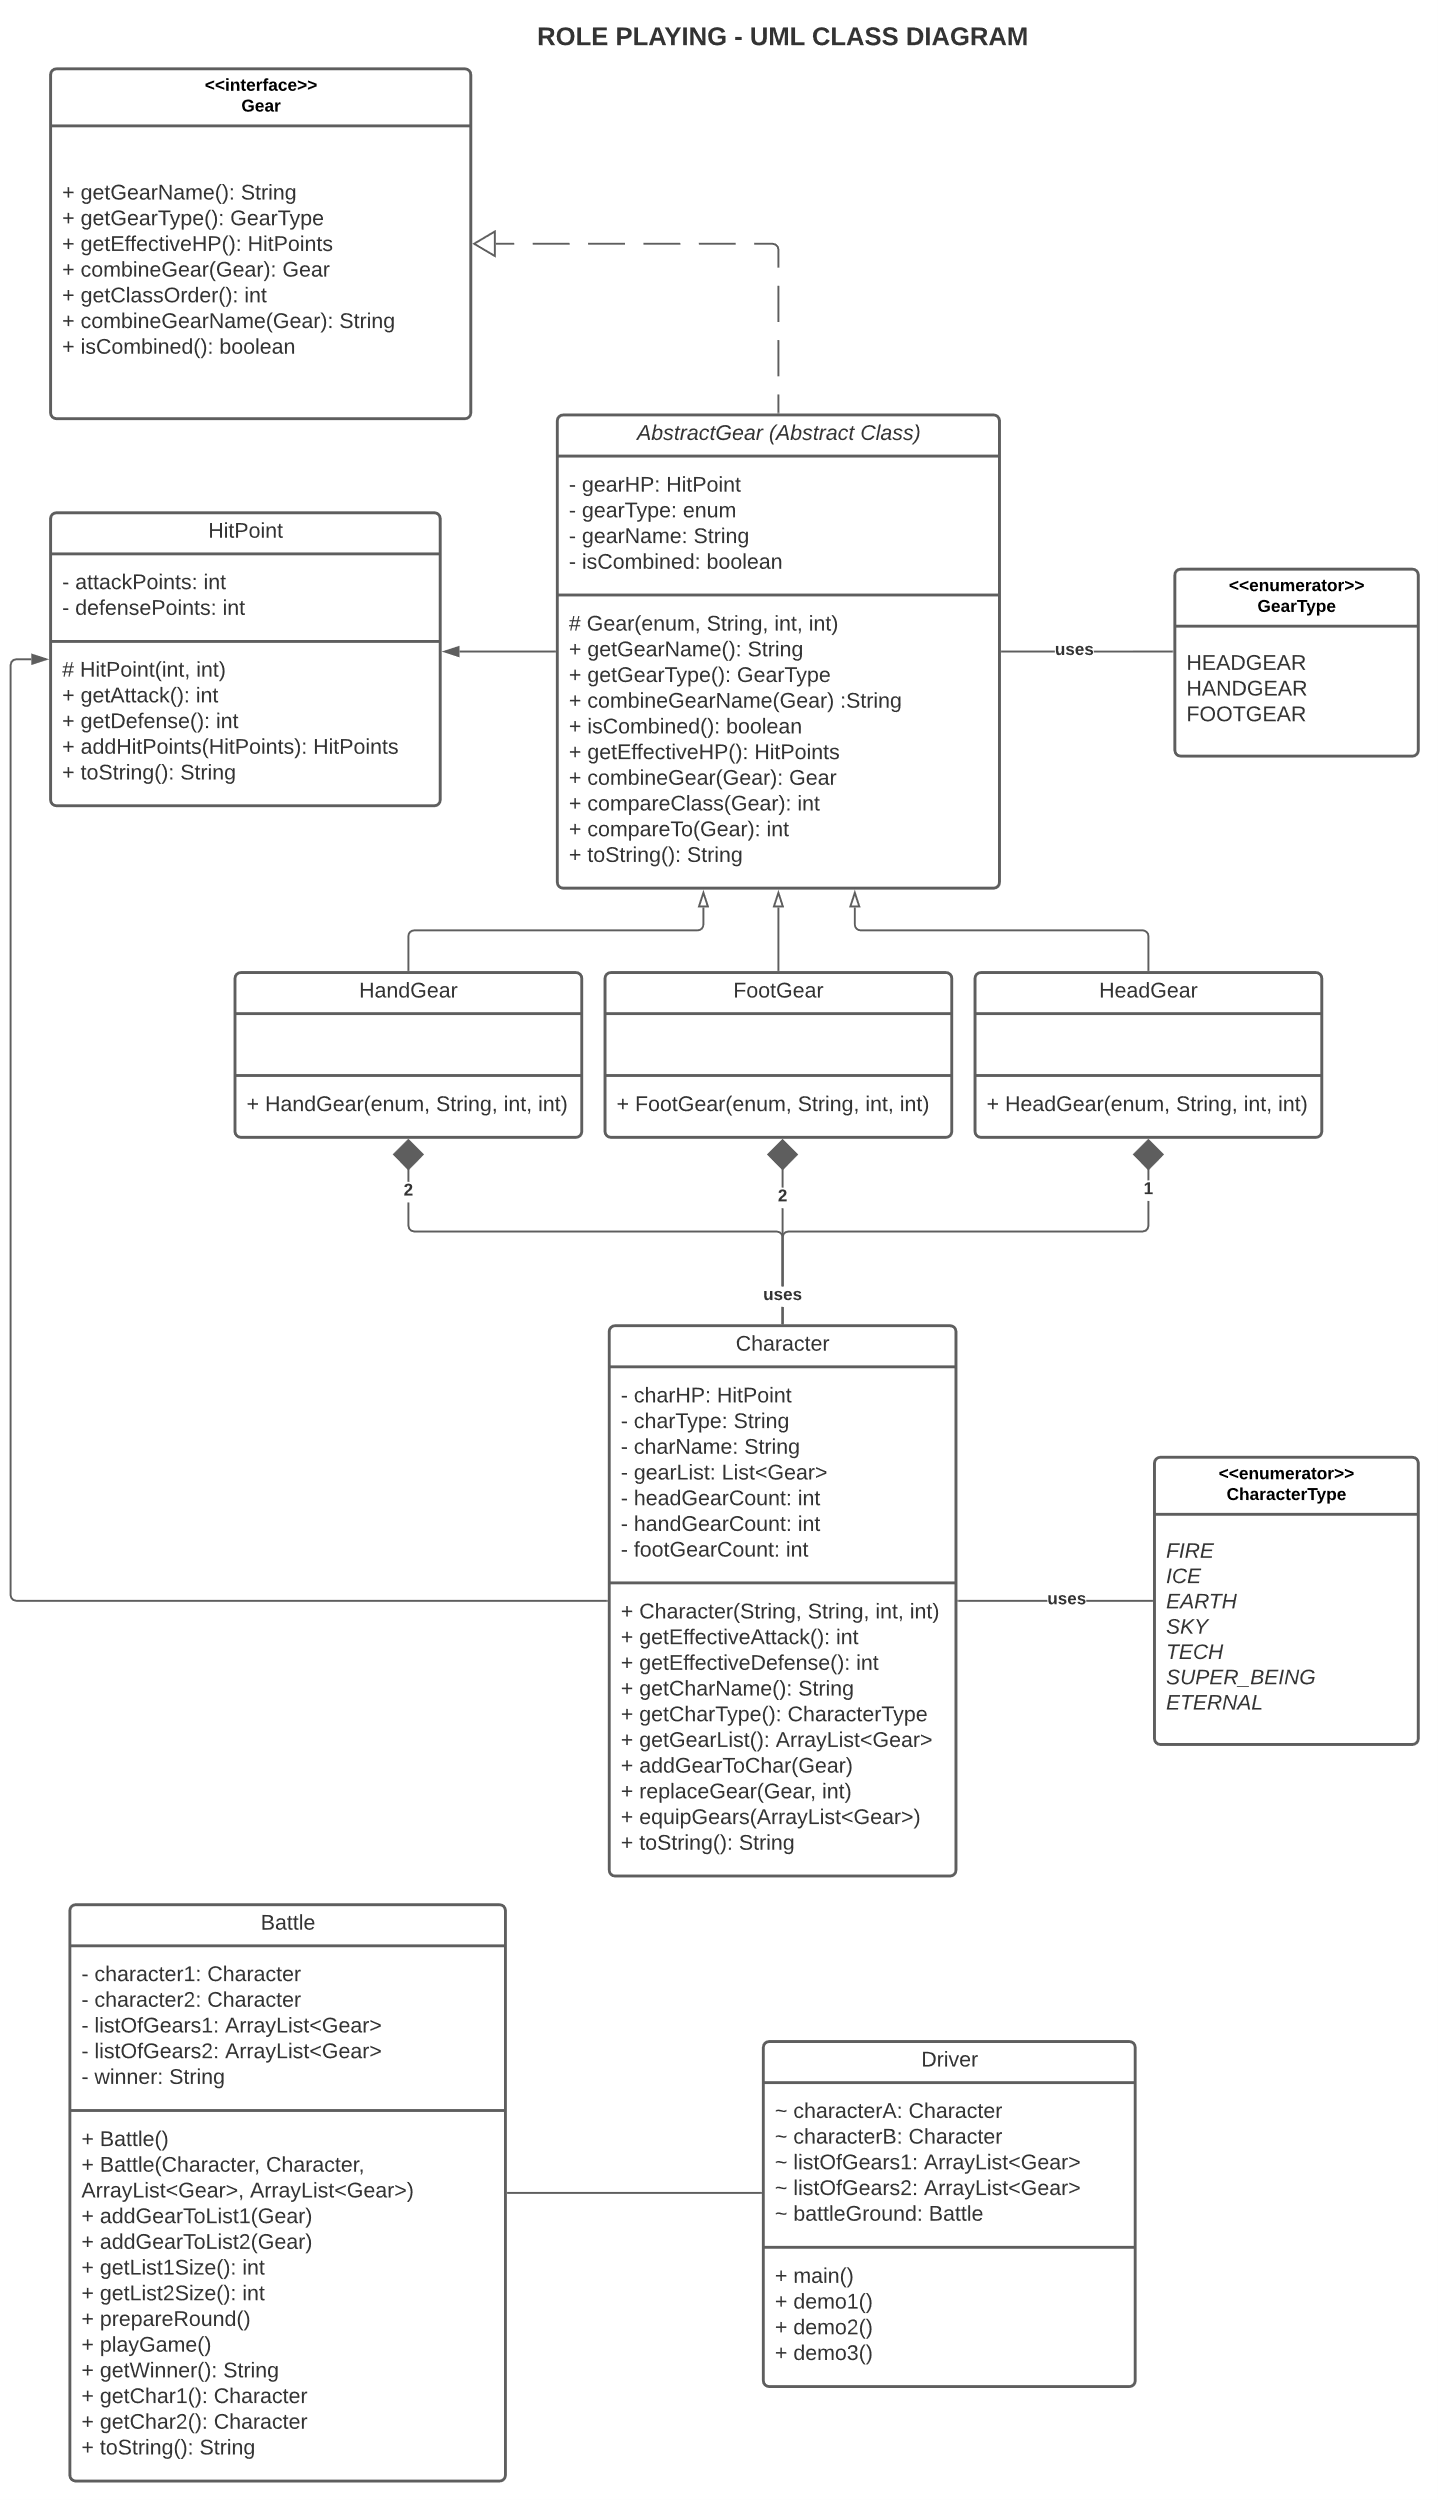 ROLE PLAYING - UML CLASS DIAGRAM
<<interface>>
Gear
+ getGearName(): String
+ getGearType(): GearType
+ getEffectiveHP(): HitPoints
+ combineGear(Gear): Gear
+ getClassOrder(): int
+ combineGearName(Gear): String
+ isCombined(): boolean
AbstractGear (Abstract Class)
- gearHP: HitPoint
- gearType: enum
- gearName: String
- isCombined: boolean
# Gear(enum, String, int, int)
+ getGearName(): String
+ getGearType(): GearType
+ combineGearName(Gear) :String
+ isCombined(): boolean
+ getEffectiveHP(): HitPoints
+ combineGear(Gear): Gear
+ compareClass(Gear): int
+ compareTo(Gear): int
+ toString(): String
HitPoint
- attackPoints: int
- defensePoints: int
# HitPoint(int, int)
+ getAttack(): int
+ getDefense(): int
+ addHitPoints(HitPoints): HitPoints
+ toString(): String
uses
<<enumerator>>
GearType
HEADGEAR
HANDGEAR
FOOTGEAR
HandGear
+ HandGear(enum, String, int, int)
FootGear
+ FootGear(enum, String, int, int)
HeadGear
+ HeadGear(enum, String, int, int)
2
2
1
uses
Character
- charHP: HitPoint
- charType: String
- charName: String
- gearList: List<Gear>
- headGearCount: int
- handGearCount: int
- footGearCount: int
+ Character(String, String, int, int)
+ getEffectiveAttack(): int
+ getEffectiveDefense(): int
+ getCharName(): String
+ getCharType(): CharacterType
+ getGearList(): ArrayList<Gear>
+ addGearToChar(Gear)
+ replaceGear(Gear, int)
+ equipGears(ArrayList<Gear>)
+ toString(): String
uses
<<enumerator>>
CharacterType
FIRE
ICE
EARTH
SKY
TECH
SUPER_BEING
ETERNAL
Battle
- character1: Character
- character2: Character
- listOfGears1: ArrayList<Gear>
- listOfGears2: ArrayList<Gear>
- winner: String
+ Battle()
+ Battle(Character, Character,
ArrayList<Gear>, ArrayList<Gear>)
+ addGearToList1(Gear)
+ addGearToList2(Gear)
+ getList1Size(): int
+ getList2Size(): int
+ prepareRound()
+ playGame()
+ getWinner(): String
+ getChar1(): Character
+ getChar2(): Character
+ toString(): String
Driver
~ characterA: Character
~ characterB: Character
~ listOfGears1: ArrayList<Gear>
~ listOfGears2: ArrayList<Gear>
~ battleGround: Battle
+ main()
+ demo1()
+ demo2()
+ demo3()